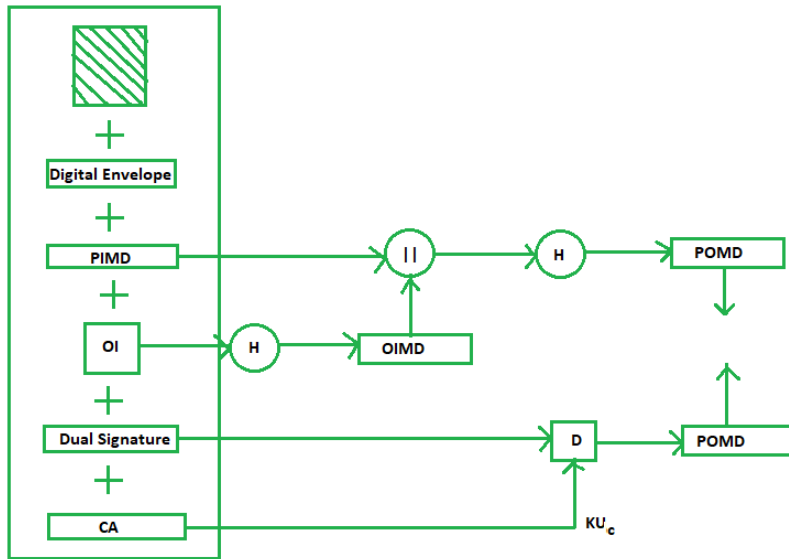 Digital Envelope
PIMD
||
H
POMD
OI
H
OIMD
Dual Signature
D
POMD
CA
KUc